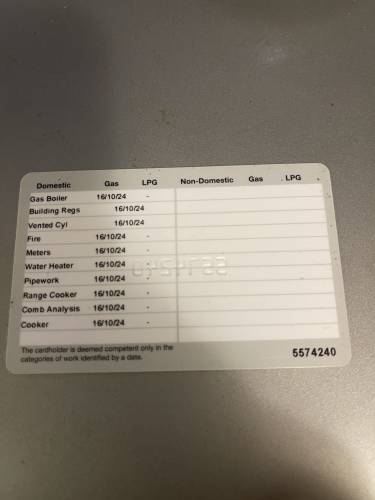 Domestic Gas LPG Non-Domestic Gas LPG
Gas Boiler 16/10/24 -
Building Regs 16/10/24
Vented Cyl 16/10/24
Fire 16/10/24 -
Meters 16/10/24 -
Water Heater 16/10/24 -
Pipework 16/10/24 -
Range Cooker 16/10/24 -
Comb Analysis 16/10/24 -
Cooker 16/10/24 -
The cardholder is deemed competent only in the
categories of work identified by a date.
5574240